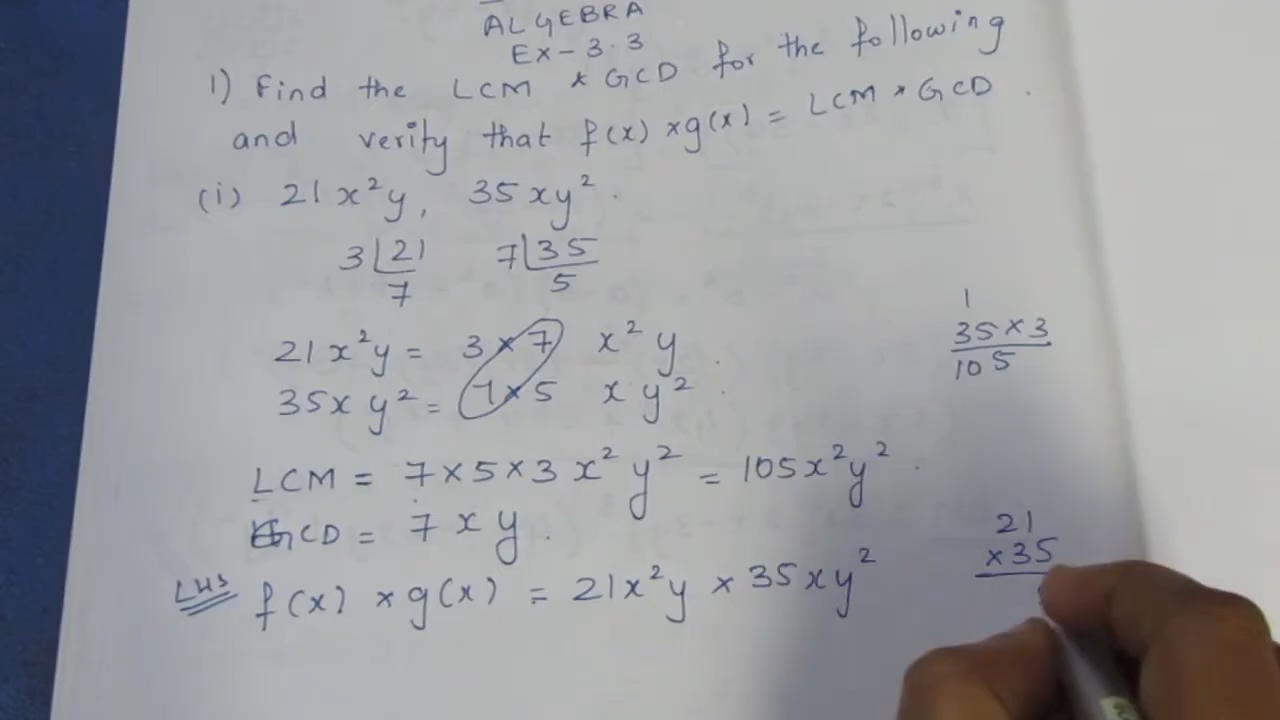 ALGEBRA
EX-3.3
1) Find the LCM & GCD for the following
and verify that f(x) × g(x) = LCM × GCD.
(i) 21x²y, 35xy².
3|21 7|35
7 5
21x²y = 3×7 x²y
35xy² = 7×5 xy²
1
35×3
105
LCM = 7×5×3 x²y² = 105x²y².
GCD = 7xy.
LHS f(x) × g(x) = 21x²y × 35xy²
21
×35